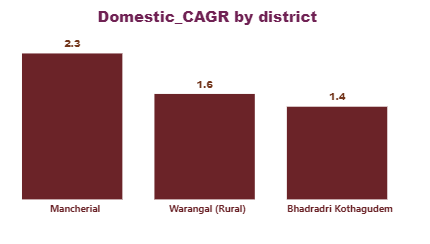 Domestic_CAGR by district
2.3
1.6
1.4
Mancherial
Warangal (Rural)
Bhadradri Kothagudem